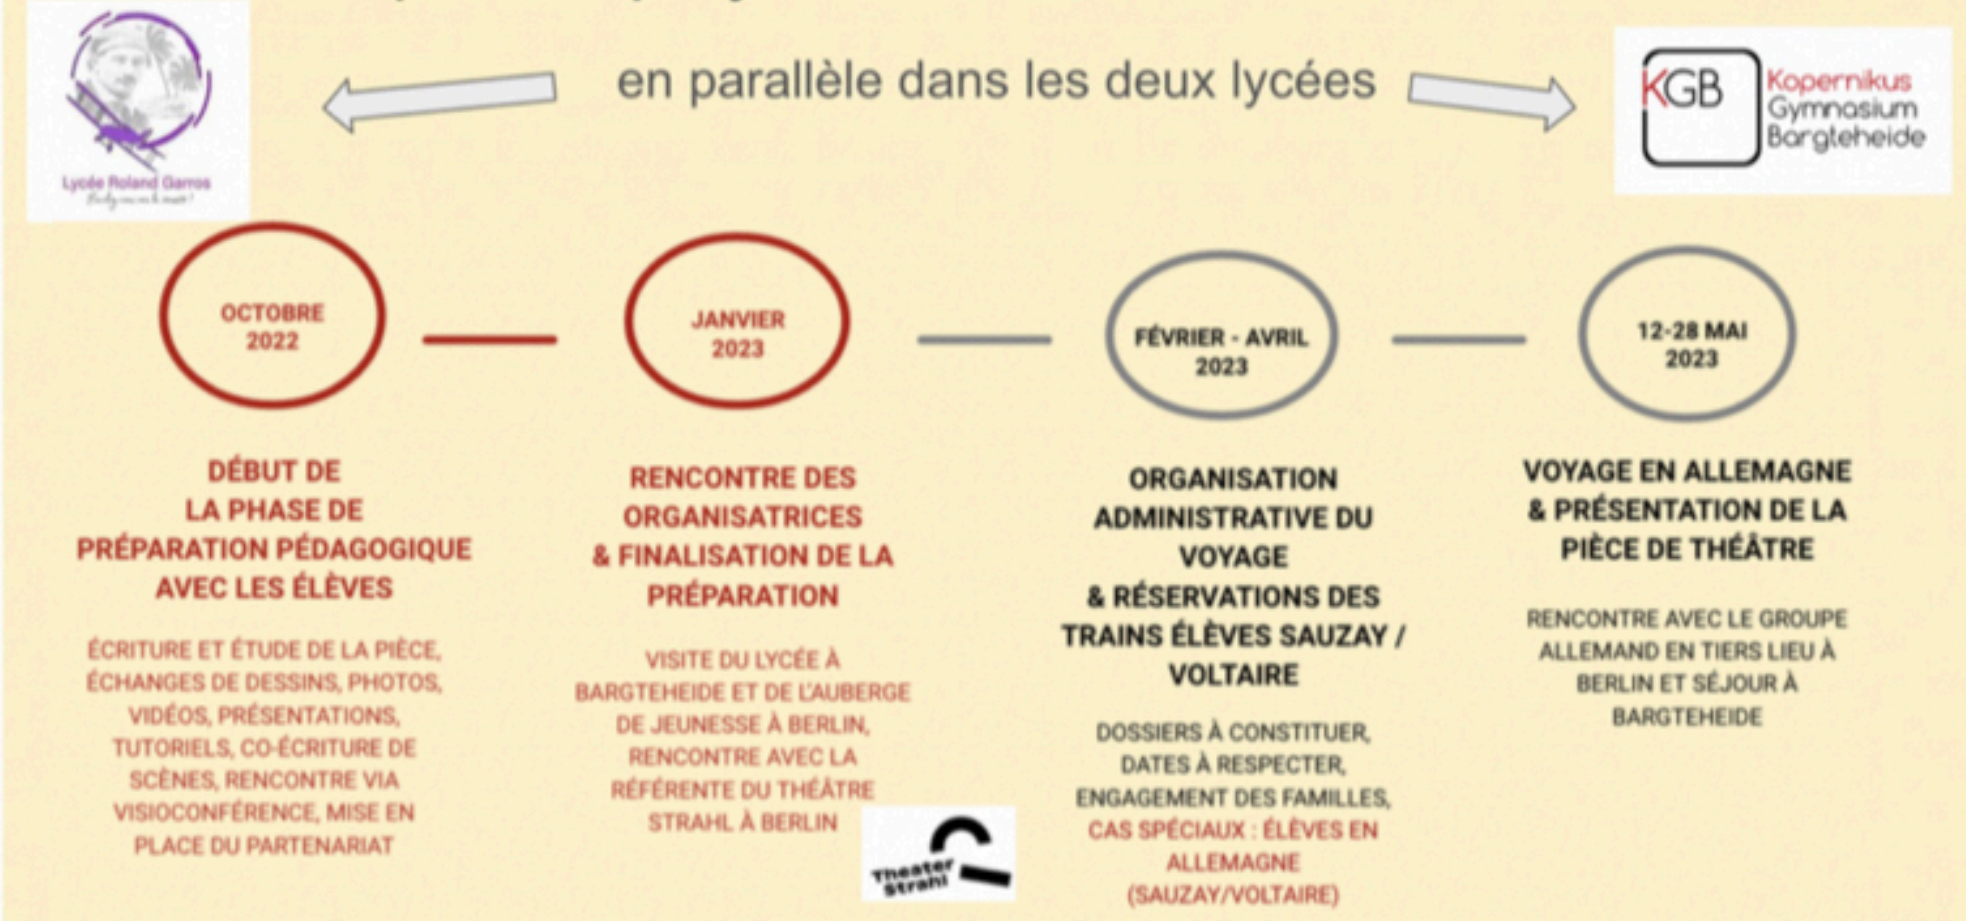 en parallèle dans les deux lycées
Lycée Roland Garros
KGB
Kopernikus
Gymnasium
Bargteheide
OCTOBRE
2022
JANVIER
2023
FÉVRIER - AVRIL
2023
12-28 MAI
2023
DÉBUT DE
LA PHASE DE
PRÉPARATION PÉDAGOGIQUE
AVEC LES ÉLÈVES
ÉCRITURE ET ÉTUDE DE LA PIÈCE,
ÉCHANGES DE DESSINS, PHOTOS,
VIDÉOS, PRÉSENTATIONS,
TUTORIELS, CO-ÉCRITURE DE
SCÈNES, RENCONTRE VIA
VISIOCONFÉRENCE, MISE EN
PLACE DU PARTENARIAT
RENCONTRE DES
ORGANISATRICES
& FINALISATION DE LA
PRÉPARATION
VISITE DU LYCÉE À
BARGTEHEIDE ET DE L'AUBERGE
DE JEUNESSE À BERLIN,
RENCONTRE AVEC LA
RÉFÉRENTE DU THÉÂTRE
STRAHL À BERLIN
Theater
Strahl
ORGANISATION
ADMINISTRATIVE DU
VOYAGE
& RÉSERVATIONS DES
TRAINS ÉLÈVES SAUZAY /
VOLTAIRE
DOSSIERS À CONSTITUER,
DATES À RESPECTER,
ENGAGEMENT DES FAMILLES,
CAS SPÉCIAUX : ÉLÈVES EN
ALLEMAGNE
(SAUZAY/VOLTAIRE)
VOYAGE EN ALLEMAGNE
& PRÉSENTATION DE LA
PIÈCE DE THÉÂTRE
RENCONTRE AVEC LE GROUPE
ALLEMAND EN TIERS LIEU À
BERLIN ET SÉJOUR À
BARGTEHEIDE